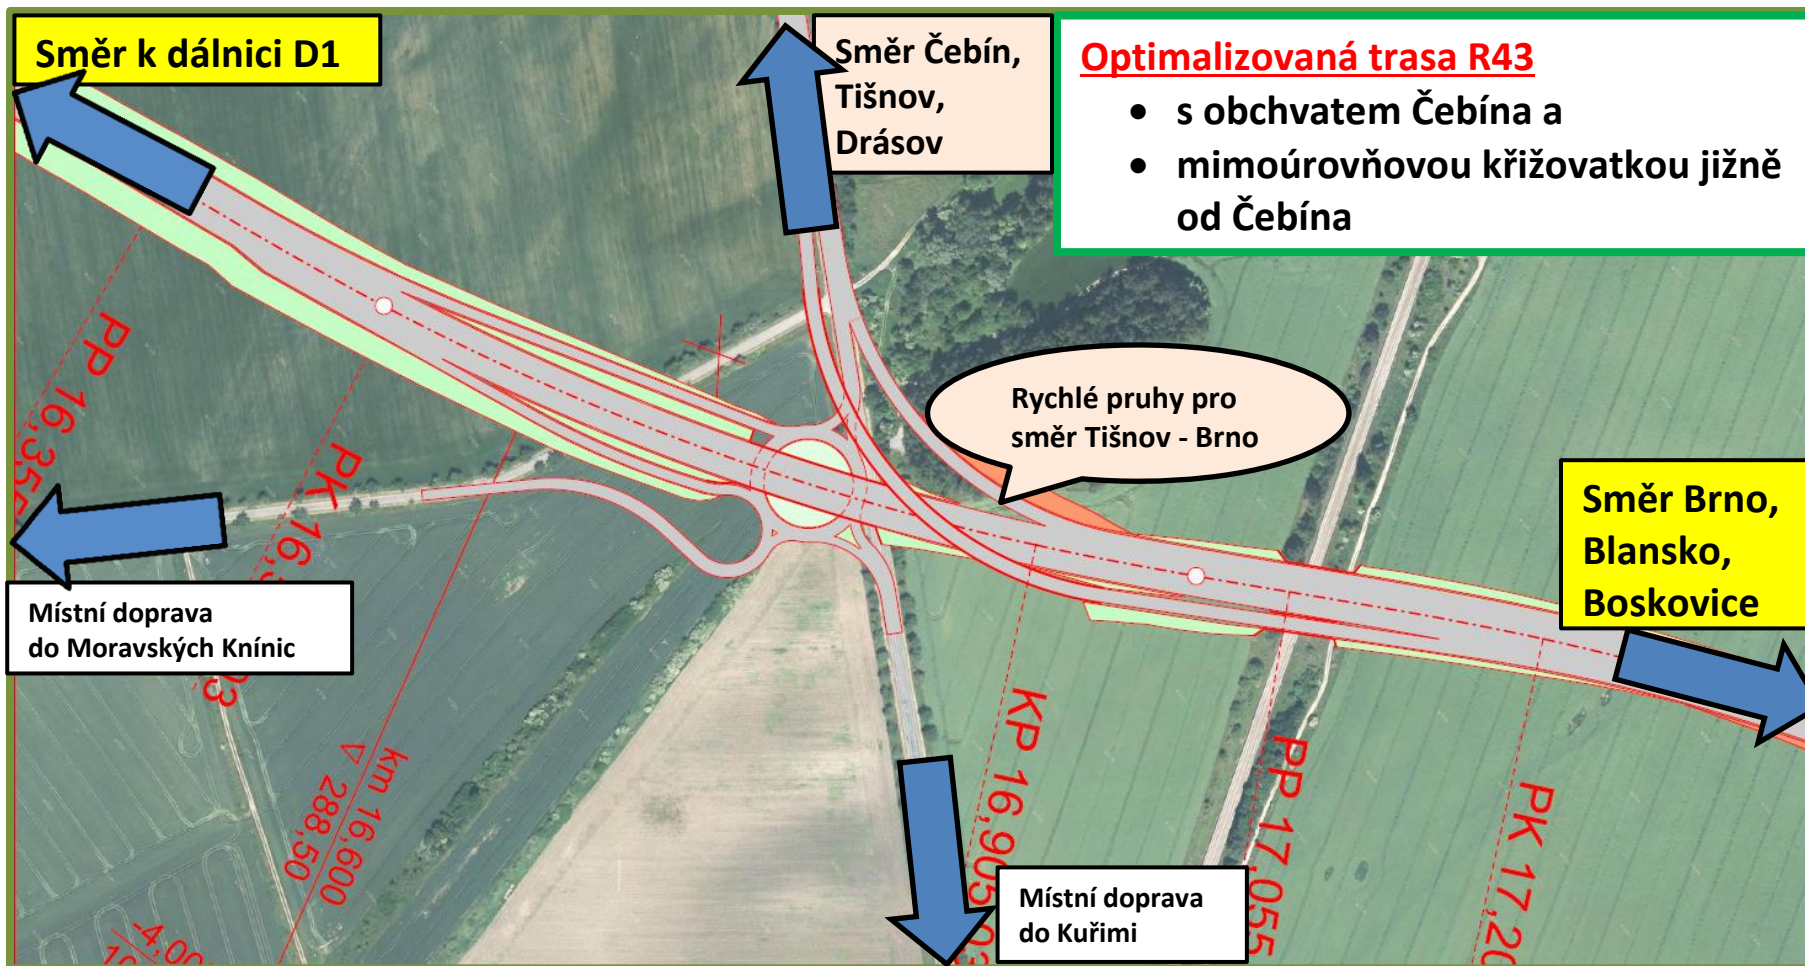 Směr k dálnici D1
Směr Čebín,
Tišnov,
Drásov
Optimalizovaná trasa R43
• s obchvatem Čebína a
• mimoúrovňovou křižovatkou jižně
od Čebína
Rychlé pruhy pro
směr Tišnov - Brno
Směr Brno,
Blansko,
Boskovice
Místní doprava
do Moravských Knínic
Místní doprava
do Kuřimi
PP 16,35
PK 16,
km 16,600
288,50
-4,00
KP 16,905
PP 17,055
PK 17,20